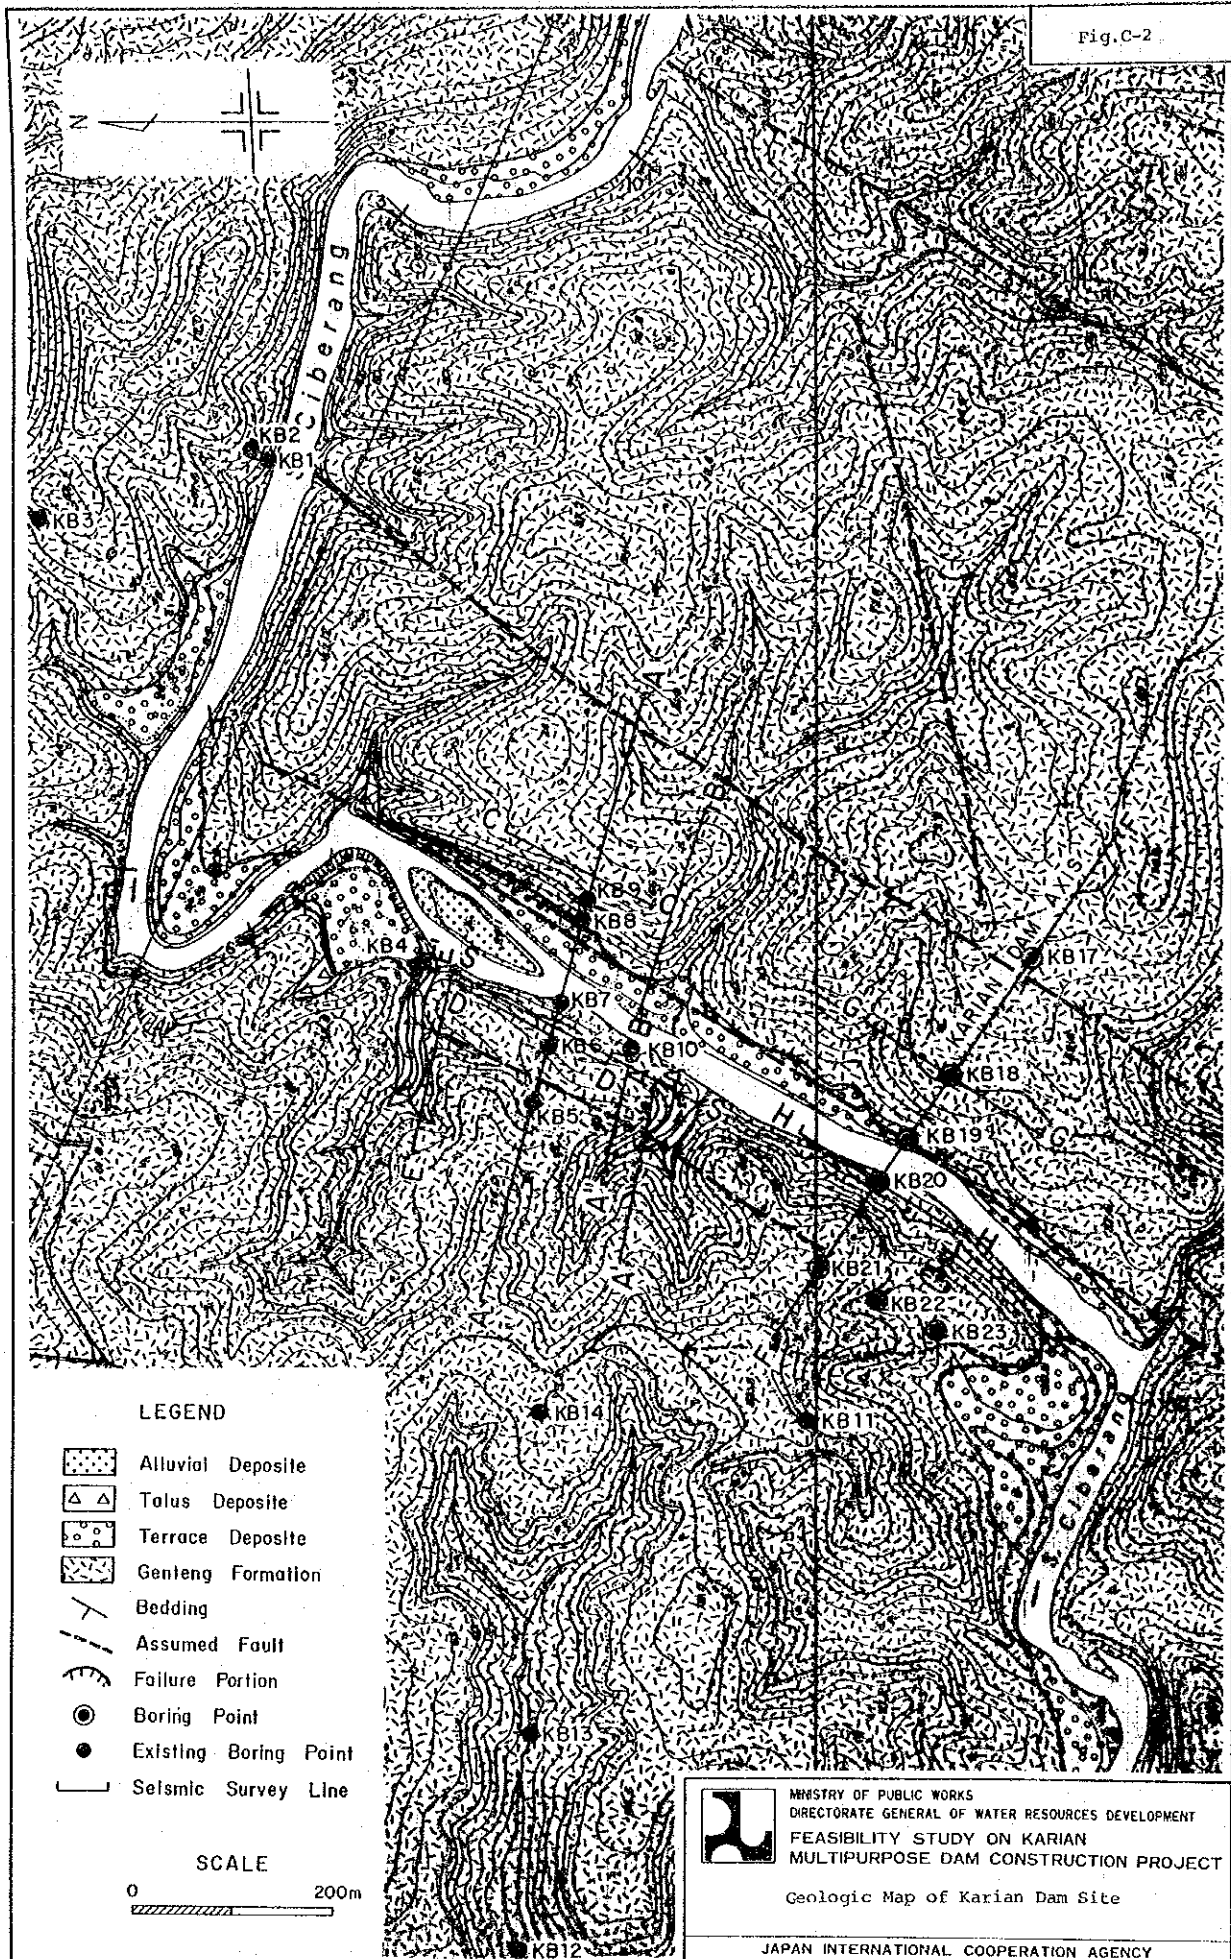 Fig.C-2
N
Ciberang
KB2
KB1
KB3
A
B
C
KB9
KB8
C
KB4
HS
KB17
KARIAN DAM AXIS
KB7
D
B
G
KB6
KB10
KB18
D
KB5
H
KB19
G
E
KB20
A
H
A
KB21
KB22
KB23
KB14
KB11
Ciberang
KB13
KB12
LEGEND
Alluvial Deposite
Talus Deposite
Terrace Deposite
Genteng Formation
Bedding
Assumed Fault
Failure Portion
Boring Point
Existing Boring Point
Seismic Survey Line
SCALE
0 200m
MINISTRY OF PUBLIC WORKS
DIRECTORATE GENERAL OF WATER RESOURCES DEVELOPMENT
FEASIBILITY STUDY ON KARIAN
MULTIPURPOSE DAM CONSTRUCTION PROJECT
Geologic Map of Karian Dam Site
JAPAN INTERNATIONAL COOPERATION AGENCY